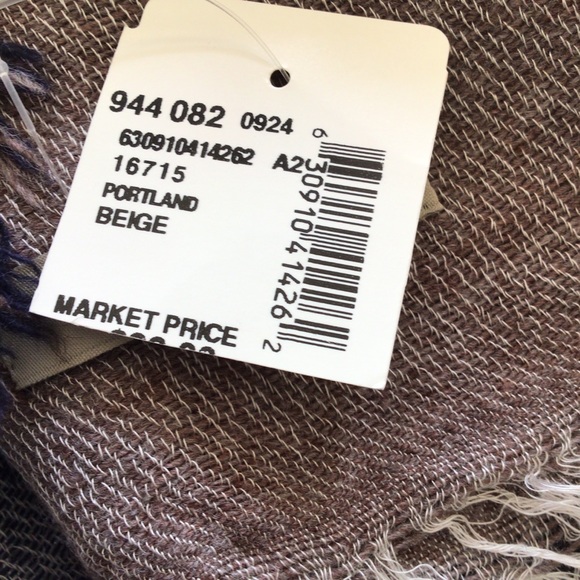 944 082 0924
630910414262 A2
16715
PORTLAND
BEIGE
MARKET PRICE
6 30910 41426 2